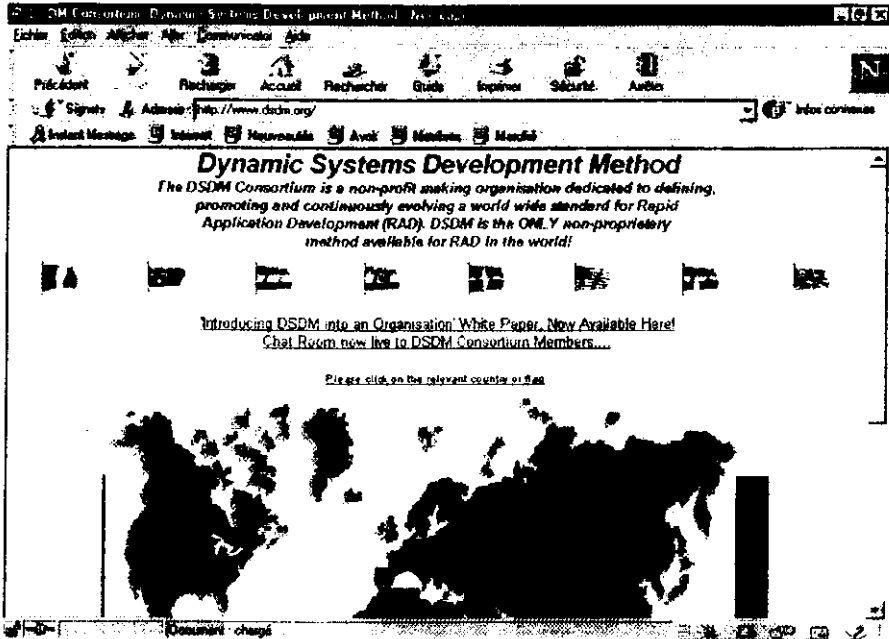 DSDM Consortium Dynamic Systems Development Method
Fichier Edition Afficher Aller Communicator Aide
Précédent Recharger Accueil Rechercher Guide Imprimer Sécurité Arrêter
N
Signets Adresse: http://www.dsdm.org/ Infos connexes
Instant Message Internet Nouveautés Membres Marché
Dynamic Systems Development Method
The DSDM Consortium is a non-profit making organisation dedicated to defining,
promoting and continuously evolving a world wide standard for Rapid
Application Development (RAD). DSDM is the ONLY non-proprietary
method available for RAD in the world!
'Introducing DSDM into an Organisation' White Paper, Now Available Here!
Chat Room now live to DSDM Consortium Members....
Please click on the relevant country or flag
Document : chargé